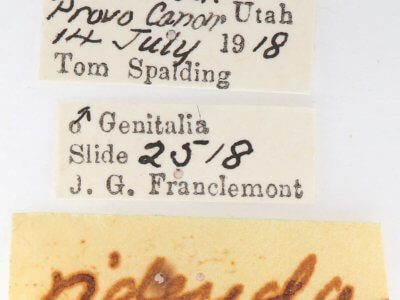 Provo Canon Utah
14 July 1918
Tom Spalding
♂ Genitalia
Slide 2518
J. G. Franclemont